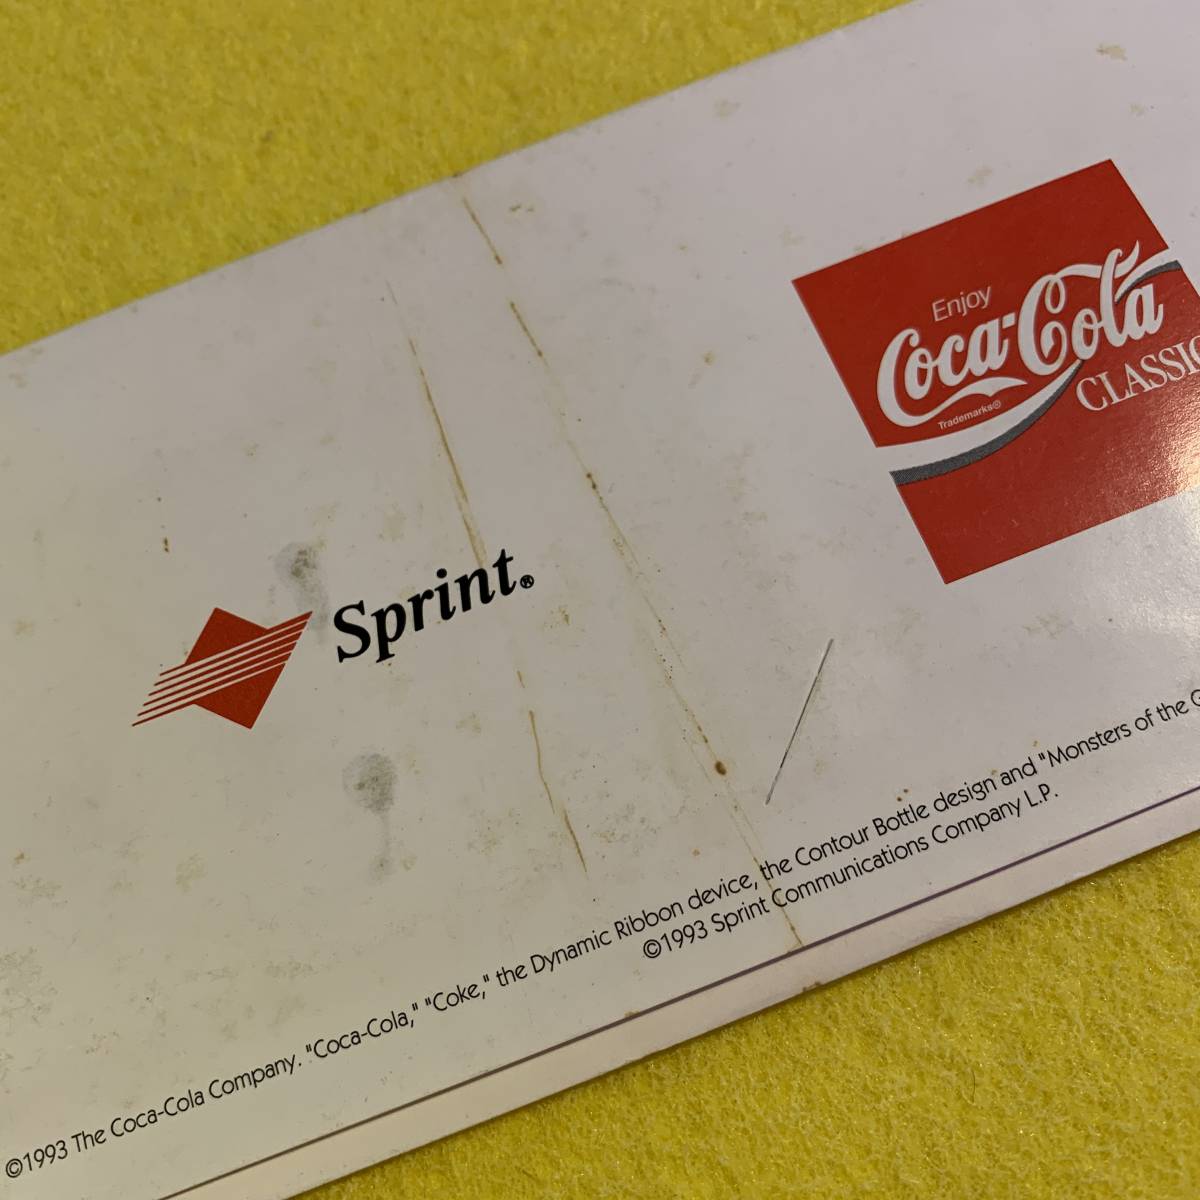 Enjoy
Coca-Cola
CLASSIC
Trademarks®
Sprint®
©1993 The Coca-Cola Company. "Coca-Cola," "Coke," the Dynamic Ribbon device, the Contour Bottle design and "Monsters of the
©1993 Sprint Communications Company L.P.